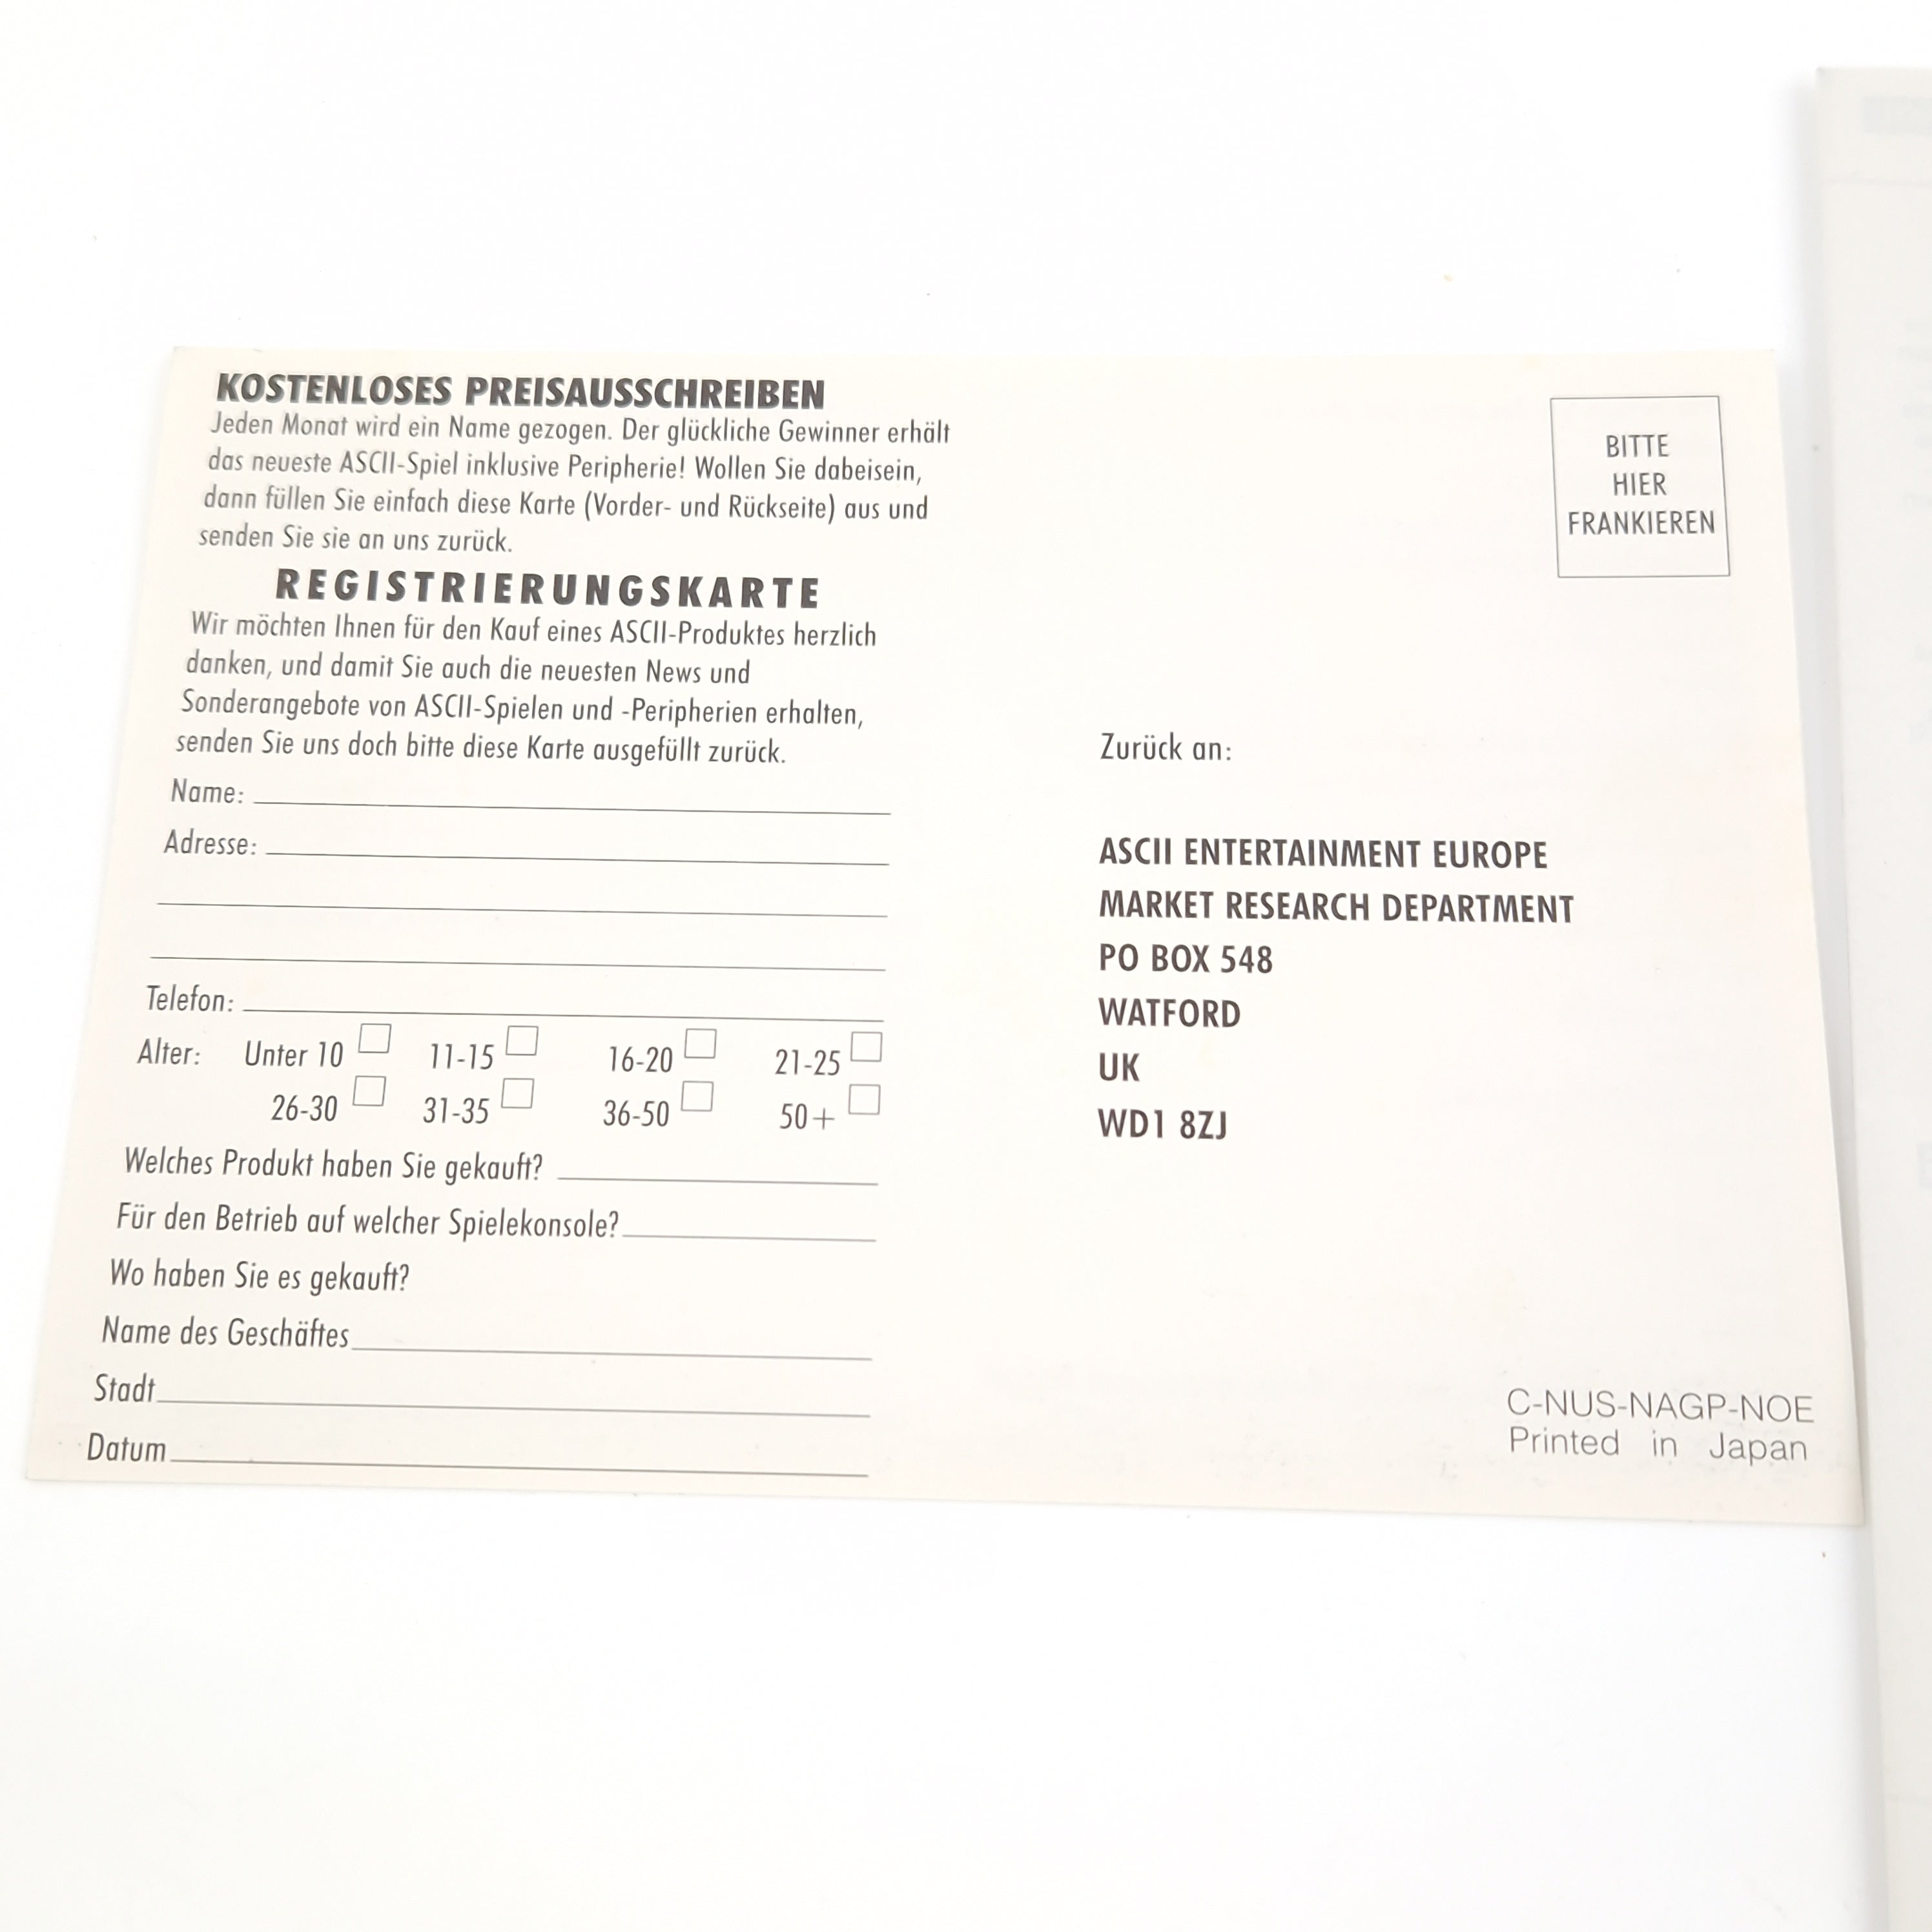 KOSTENLOSES PREISAUSSCHREIBEN
Jeden Monat wird ein Name gezogen. Der glückliche Gewinner erhält
das neueste ASCII-Spiel inklusive Peripherie! Wollen Sie dabeisein,
dann füllen Sie einfach diese Karte (Vorder- und Rückseite) aus und
senden Sie sie an uns zurück.
REGISTRIERUNGSKARTE
Wir möchten Ihnen für den Kauf eines ASCII-Produktes herzlich
danken, und damit Sie auch die neuesten News und
Sonderangebote von ASCII-Spielen und -Peripherien erhalten,
senden Sie uns doch bitte diese Karte ausgefüllt zurück.
Name:
Adresse:
Telefon:
Alter: Unter 10 11-15 16-20 21-25
26-30 31-35 36-50 50+
Welches Produkt haben Sie gekauft?
Für den Betrieb auf welcher Spielekonsole?
Wo haben Sie es gekauft?
Name des Geschäftes
Stadt
Datum
BITTE
HIER
FRANKIEREN
Zurück an:
ASCII ENTERTAINMENT EUROPE
MARKET RESEARCH DEPARTMENT
PO BOX 548
WATFORD
UK
WD1 8ZJ
C-NUS-NAGP-NOE
Printed in Japan